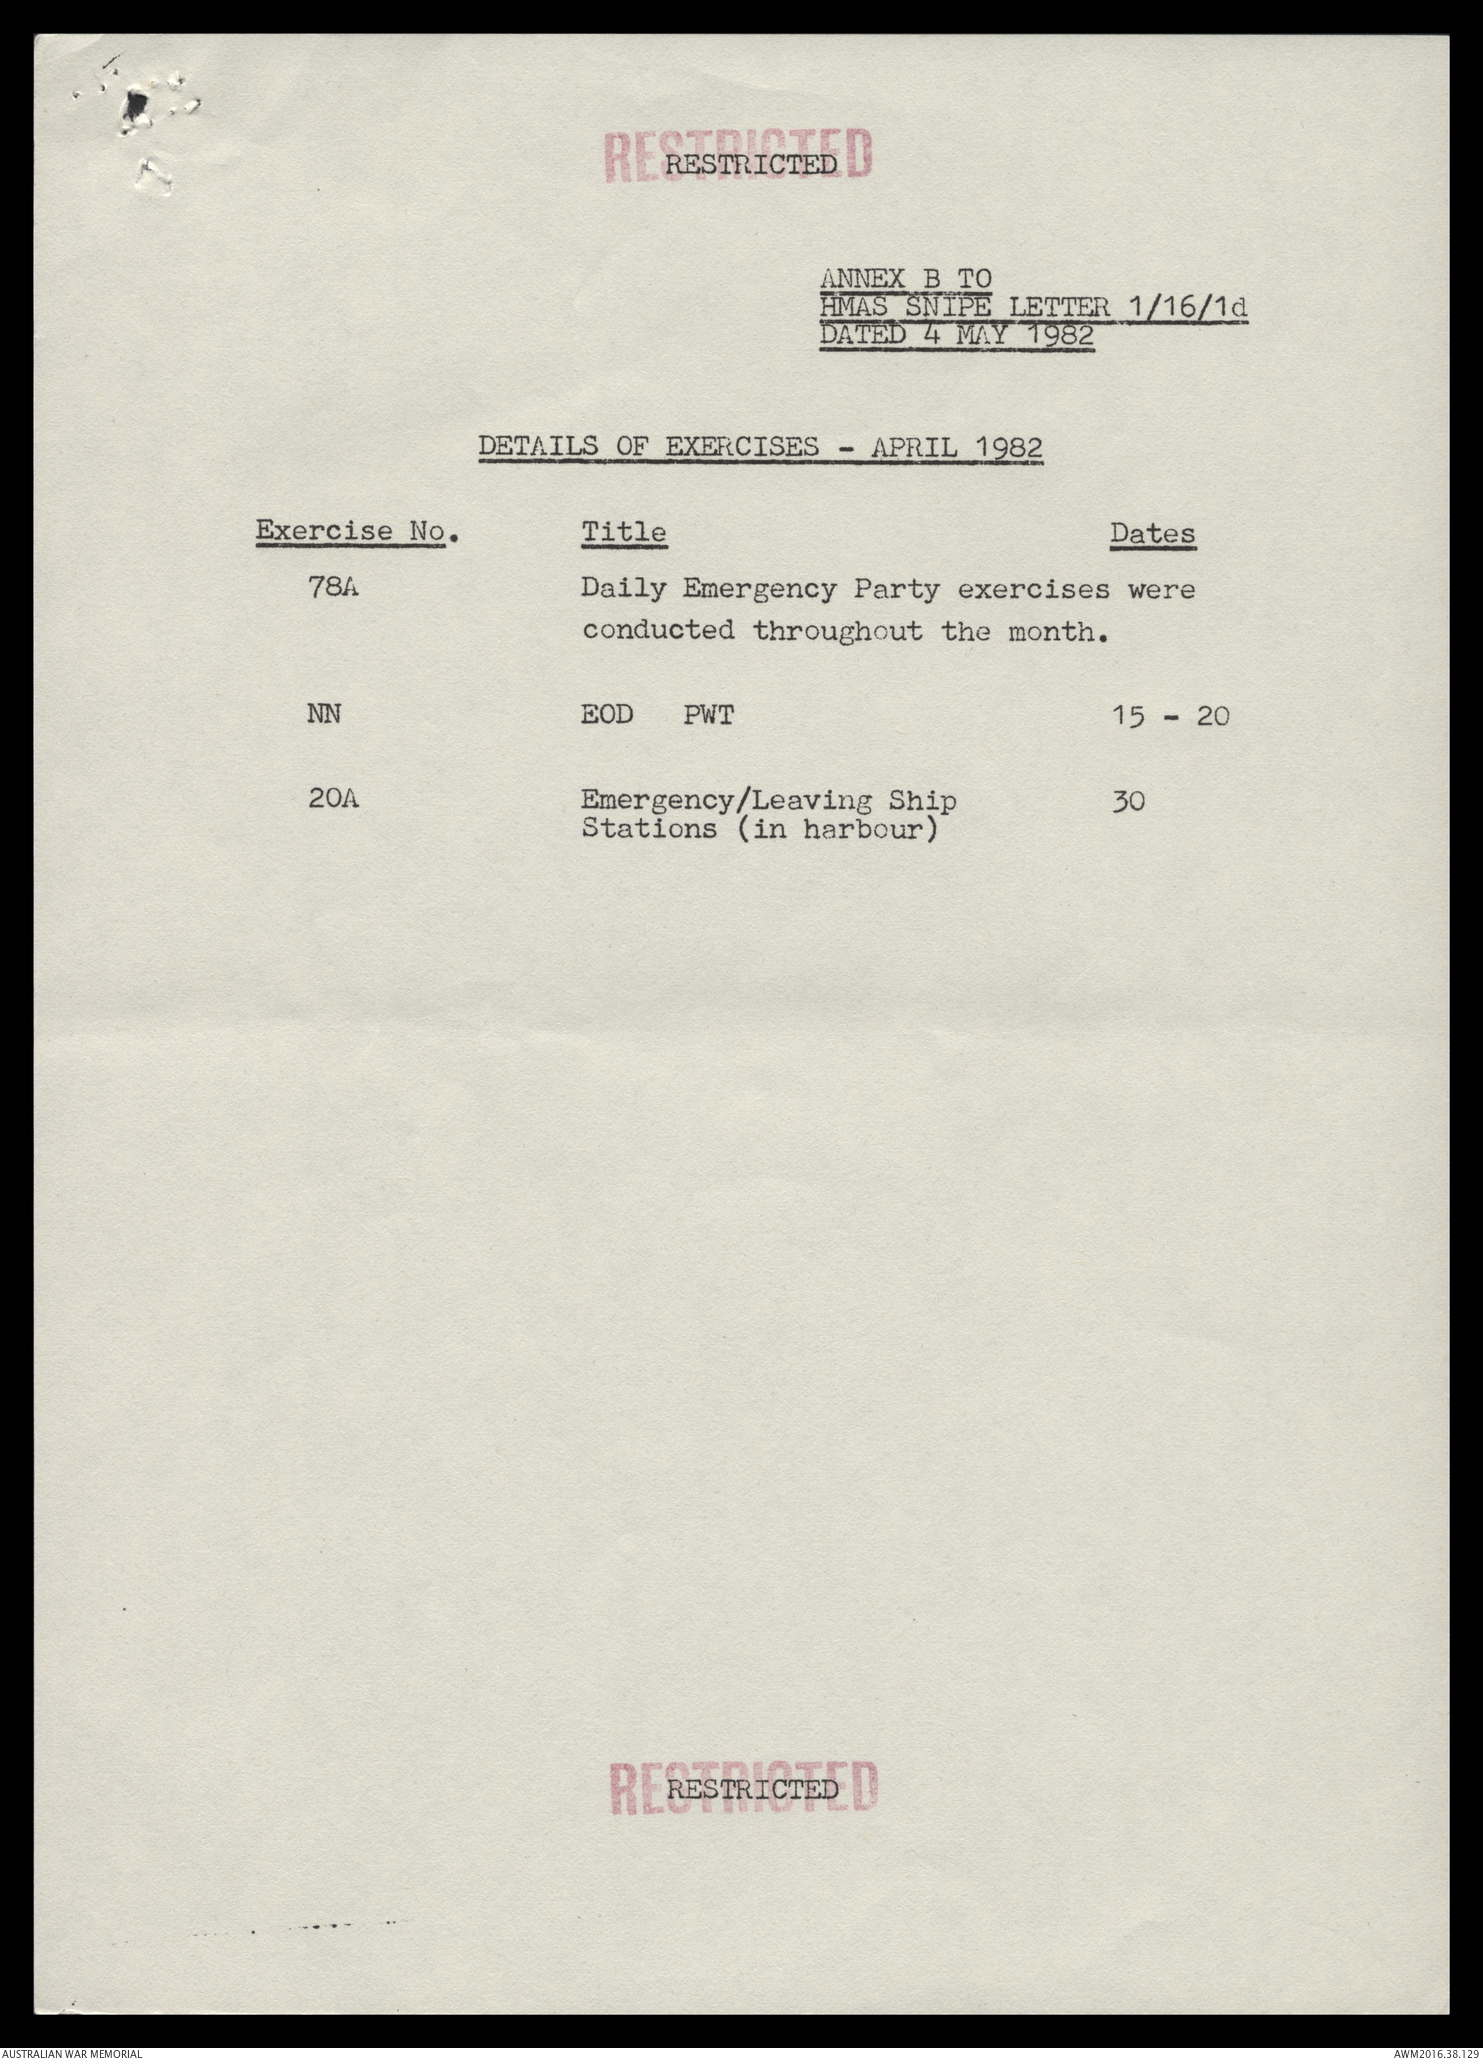 RESTRICTED
RESTRICTED
ANNEX B TO
HMAS SNIPE LETTER 1/16/1d
DATED 4 MAY 1982
DETAILS OF EXERCISES - APRIL 1982
Exercise No. Title Dates
78A Daily Emergency Party exercises were
conducted throughout the month.
NN EOD PWT 15 - 20
20A Emergency/Leaving Ship 30
Stations (in harbour)
RESTRICTED
RESTRICTED
AUSTRALIAN WAR MEMORIAL AWM2016.38.129